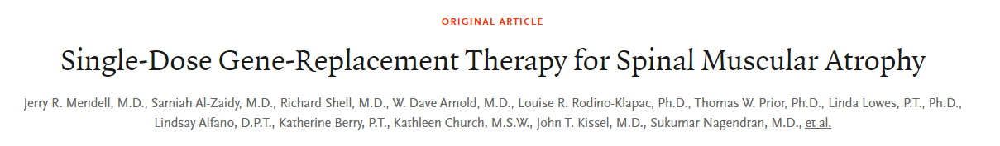 ORIGINAL ARTICLE
Single-Dose Gene-Replacement Therapy for Spinal Muscular Atrophy
Jerry R. Mendell, M.D., Samiah Al-Zaidy, M.D., Richard Shell, M.D., W. Dave Arnold, M.D., Louise R. Rodino-Klapac, Ph.D., Thomas W. Prior, Ph.D., Linda Lowes, P.T., Ph.D.,
Lindsay Alfano, D.P.T., Katherine Berry, P.T., Kathleen Church, M.S.W., John T. Kissel, M.D., Sukumar Nagendran, M.D., et al.